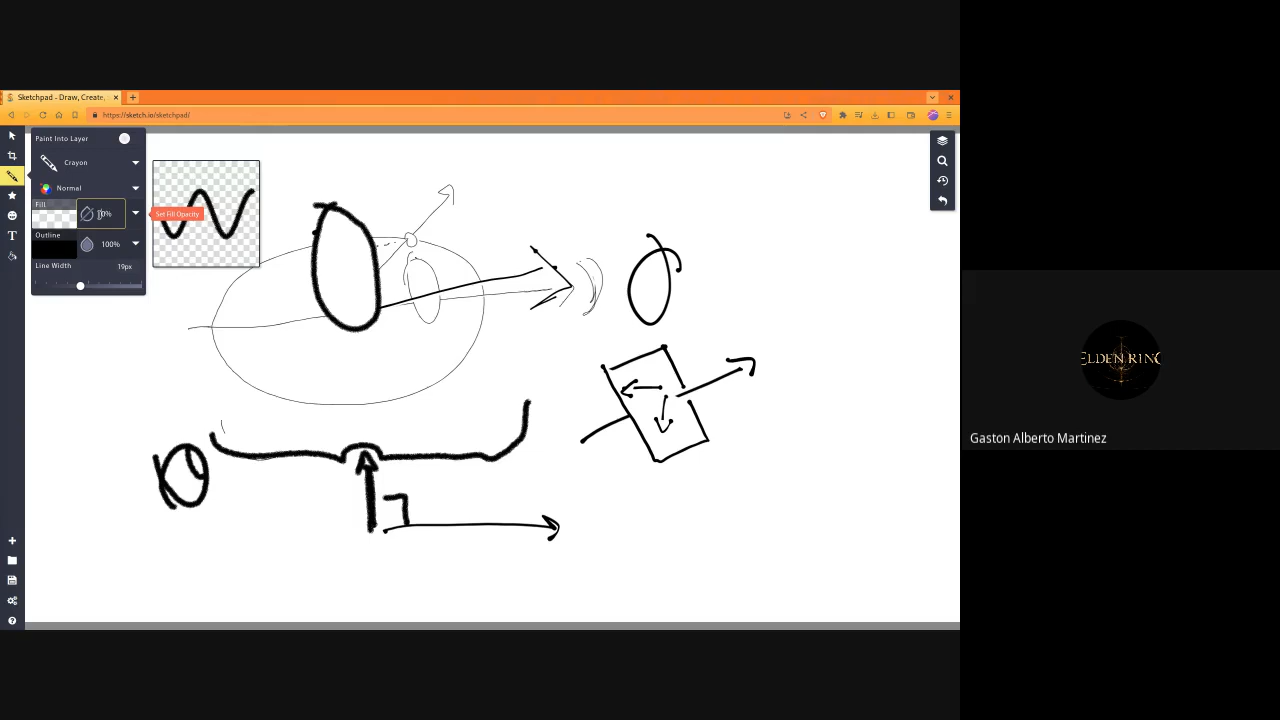 Sketchpad - Draw, Create,
https://sketch.io/sketchpad/
Paint Into Layer
Crayon
Normal
Fill
Set Fill Opacity
Outline
100%
Line Width
19px
ELDEN RING
Gaston Alberto Martinez